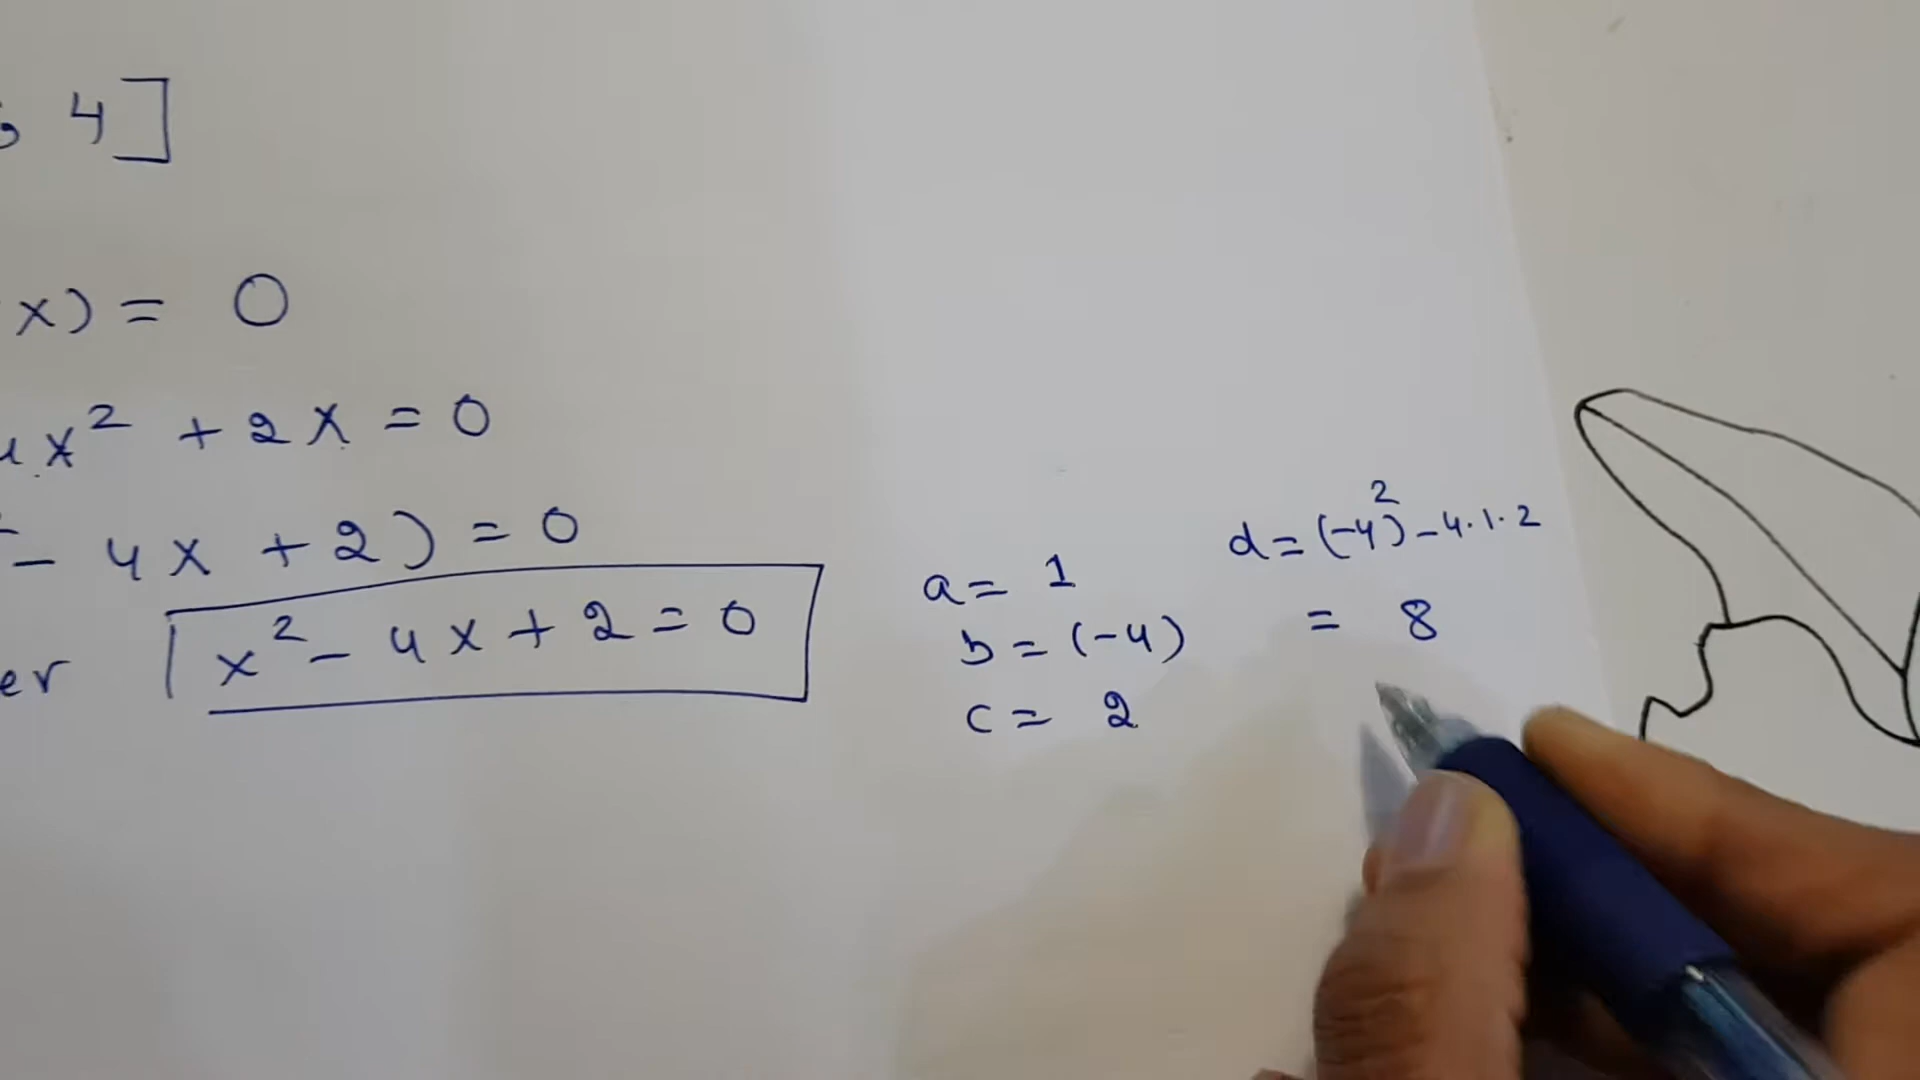 4]
x) = 0
x² + 2x = 0
- 4x + 2) = 0
er x² - 4x + 2 = 0
a = 1
b = (-4)
c = 2
d = (-4)² - 4·1·2
= 8